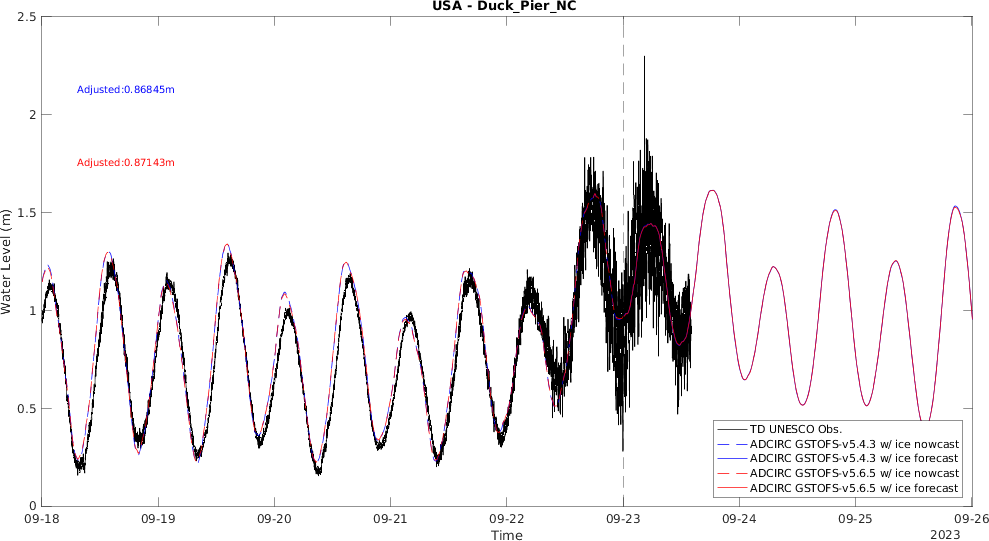 USA - Duck_Pier_NC
2.5
2
1.5
1
0.5
0
Water Level (m)
Adjusted:0.86845m
Adjusted:0.87143m
TD UNESCO Obs.
ADCIRC GSTOFS-v5.4.3 w/ ice nowcast
ADCIRC GSTOFS-v5.4.3 w/ ice forecast
ADCIRC GSTOFS-v5.6.5 w/ ice nowcast
ADCIRC GSTOFS-v5.6.5 w/ ice forecast
09-18 09-19 09-20 09-21 09-22 09-23 09-24 09-25 09-26
Time
2023